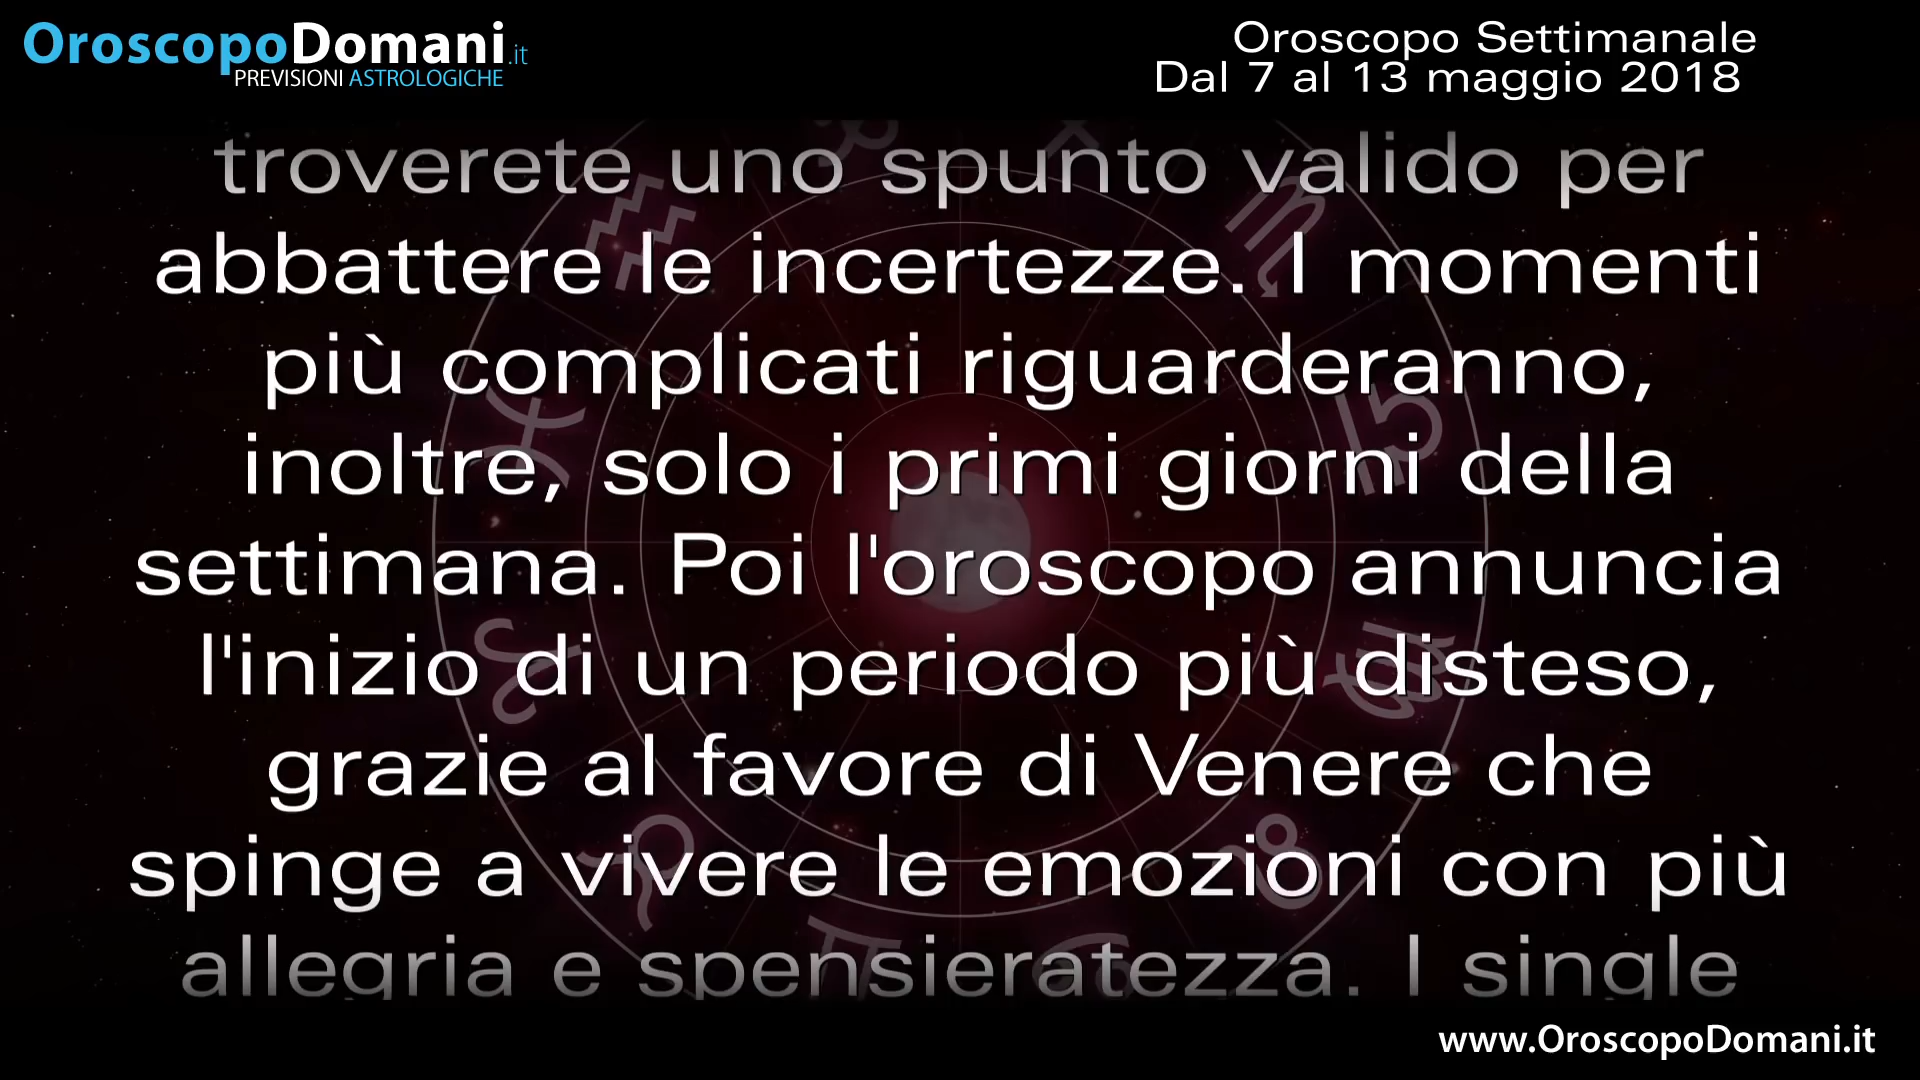 OroscopoDomani.it
PREVISIONI ASTROLOGICHE
Oroscopo Settimanale
Dal 7 al 13 maggio 2018
troverete uno spunto valido per
abbattere le incertezze. I momenti
più complicati riguarderanno,
inoltre, solo i primi giorni della
settimana. Poi l'oroscopo annuncia
l'inizio di un periodo più disteso,
grazie al favore di Venere che
spinge a vivere le emozioni con più
allegria e spensieratezza. I single
www.OroscopoDomani.it